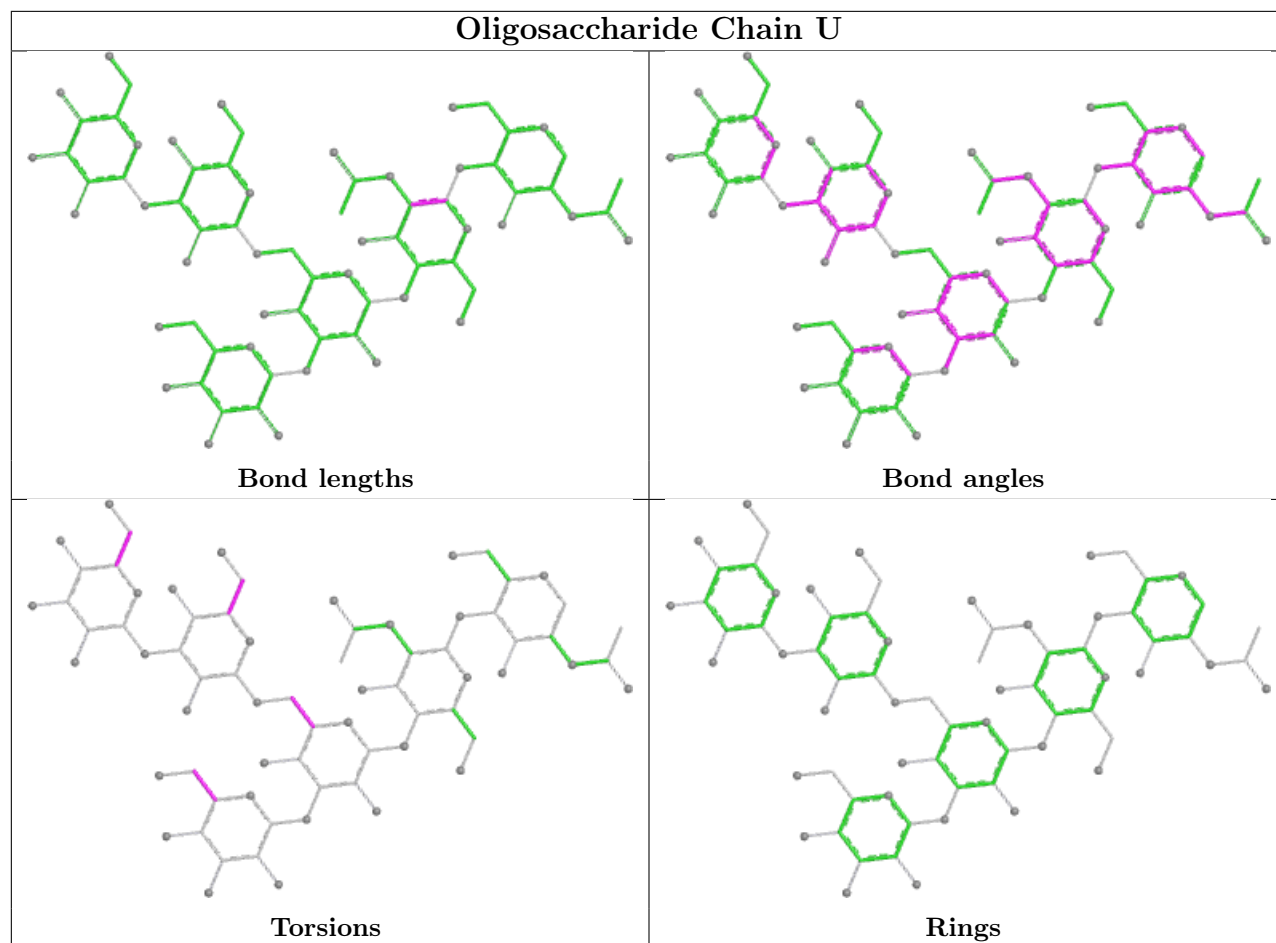 Oligosaccharide Chain U
Bond lengths
Bond angles
Torsions
Rings